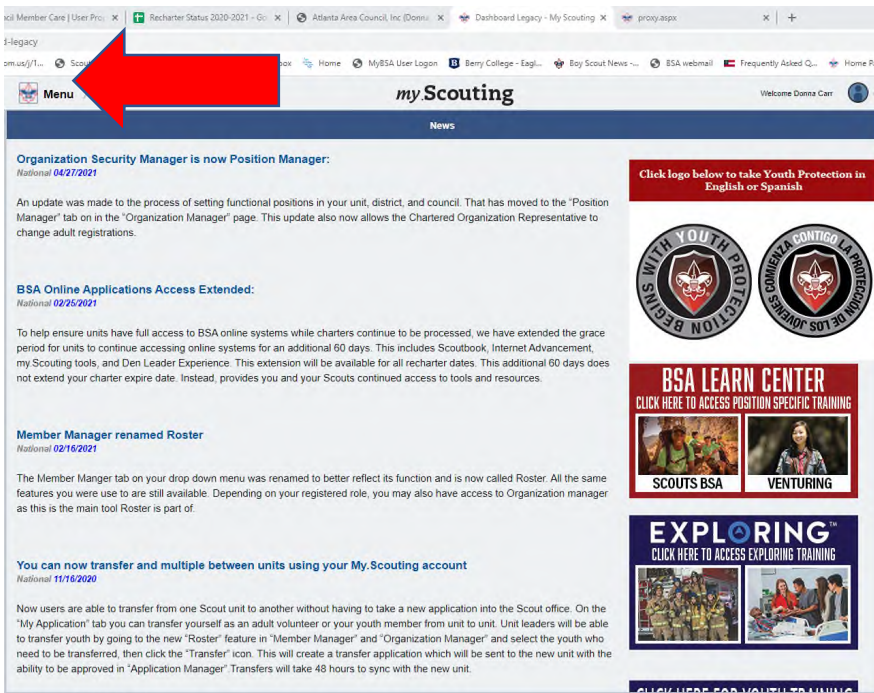 ncil Member Care | User Pro
Recharter Status 2020-2021 - Go
Atlanta Area Council, Inc (Donna
Dashboard Legacy - My Scouting
proxy.aspx
d-legacy
om.us/j/1...
Scou
box
Home
MyBSA User Logon
Berry College - Eagl...
Boy Scout News -...
BSA webmail
Frequently Asked Q...
Home P
Menu
my.Scouting
Welcome Donna Carr
News
Organization Security Manager is now Position Manager:
National 04/27/2021
An update was made to the process of setting functional positions in your unit, district, and council. That has moved to the "Position
Manager" tab on in the "Organization Manager" page. This update also now allows the Chartered Organization Representative to
change adult registrations.
BSA Online Applications Access Extended:
National 02/25/2021
To help ensure units have full access to BSA online systems while charters continue to be processed, we have extended the grace
period for units to continue accessing online systems for an additional 60 days. This includes Scoutbook, Internet Advancement,
my.Scouting tools, and Den Leader Experience. This extension will be available for all recharter dates. This additional 60 days does
not extend your charter expire date. Instead, provides you and your Scouts continued access to tools and resources.
Member Manager renamed Roster
National 02/16/2021
The Member Manger tab on your drop down menu was renamed to better reflect its function and is now called Roster. All the same
features you were use to are still available. Depending on your registered role, you may also have access to Organization manager
as this is the main tool Roster is part of.
You can now transfer and multiple between units using your My.Scouting account
National 11/16/2020
Now users are able to transfer from one Scout unit to another without having to take a new application into the Scout office. On the
"My Application" tab you can transfer yourself as an adult volunteer or your youth member from unit to unit. Unit leaders will be able
to transfer youth by going to the new "Roster" feature in "Member Manager" and "Organization Manager" and select the youth who
need to be transferred, then click the "Transfer" icon. This will create a transfer application which will be sent to the new unit with the
ability to be approved in "Application Manager".Transfers will take 48 hours to sync with the new unit.
Click logo below to take Youth Protection in
English or Spanish
WITH YOUTH PROTECTION BEGINS
COMIENZA CONTIGO LA PROTECCIÓN DE LOS JÓVENES
BSA LEARN CENTER
CLICK HERE TO ACCESS POSITION SPECIFIC TRAINING
SCOUTS BSA
VENTURING
EXPLORING™
CLICK HERE TO ACCESS EXPLORING TRAINING
CLICK HERE FOR YOUTH TRAINING